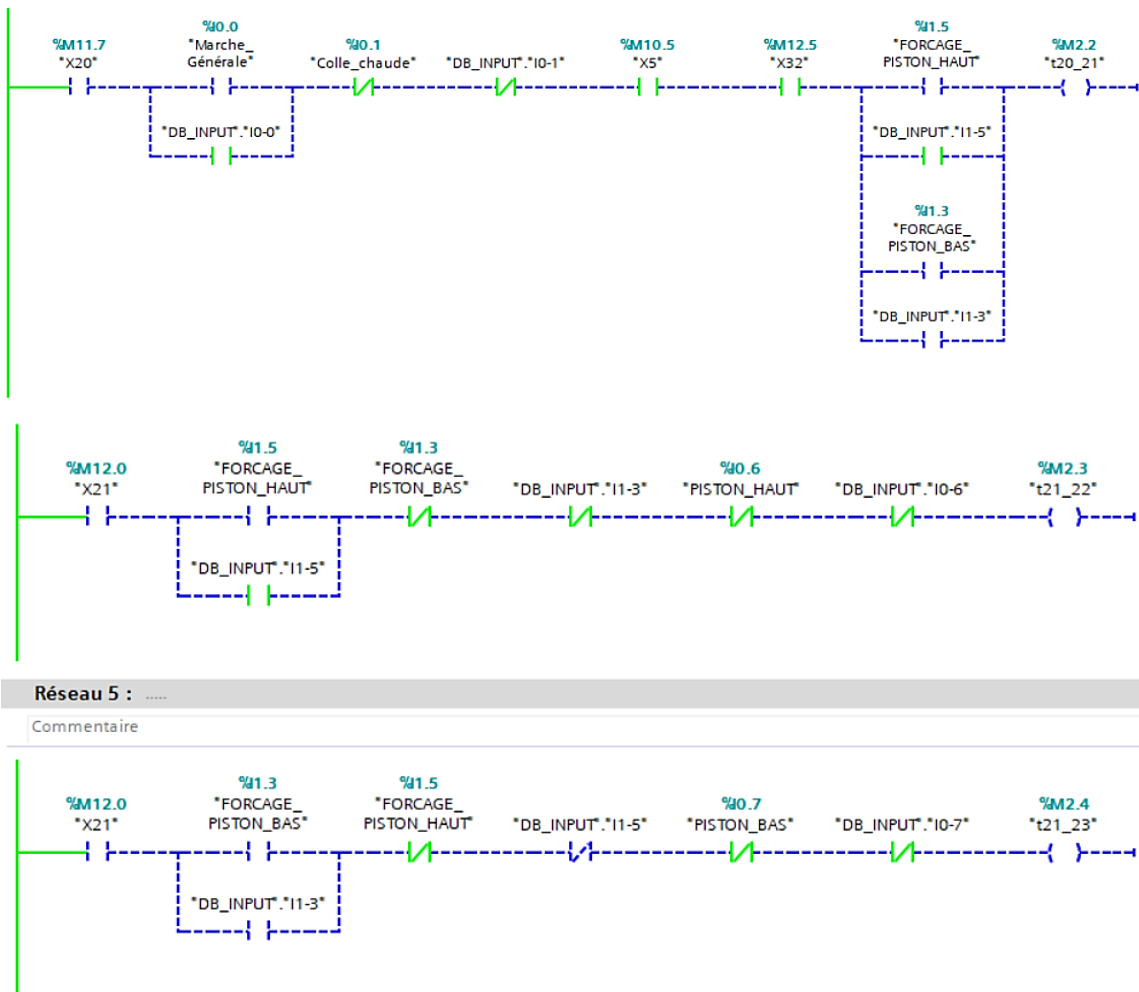 %I0.0
%M11.7 "Marche_ %I0.1 %M10.5 %M12.5 %I1.5 "FORCAGE_ %M2.2
"X20" Générale" "Colle_chaude" "DB_INPUT"."I0-1" "X5" "X32" PISTON_HAUT" "t20_21"
"DB_INPUT"."I0-0" "DB_INPUT"."I1-5"
%I1.3
"FORCAGE_
PISTON_BAS"
"DB_INPUT"."I1-3"
%I1.5 %I1.3
%M12.0 "FORCAGE_ "FORCAGE_ %I0.6 %M2.3
"X21" PISTON_HAUT" PISTON_BAS" "DB_INPUT"."I1-3" "PISTON_HAUT" "DB_INPUT"."I0-6" "t21_22"
"DB_INPUT"."I1-5"
Réseau 5 : .....
Commentaire
%I1.3 %I1.5
%M12.0 "FORCAGE_ "FORCAGE_ %I0.7 %M2.4
"X21" PISTON_BAS" PISTON_HAUT" "DB_INPUT"."I1-5" "PISTON_BAS" "DB_INPUT"."I0-7" "t21_23"
"DB_INPUT"."I1-3"